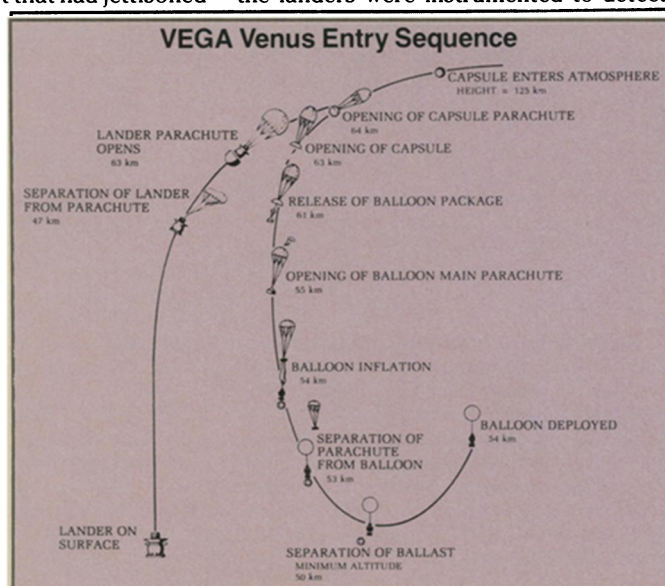 that had jettisoned the landers were instrumented to detect
VEGA Venus Entry Sequence
CAPSULE ENTERS ATMOSPHERE
HEIGHT = 125 km
OPENING OF CAPSULE PARACHUTE
64 km
OPENING OF CAPSULE
63 km
LANDER PARACHUTE
OPENS
63 km
SEPARATION OF LANDER
FROM PARACHUTE
47 km
RELEASE OF BALLOON PACKAGE
61 km
OPENING OF BALLOON MAIN PARACHUTE
55 km
BALLOON INFLATION
54 km
SEPARATION OF
PARACHUTE
FROM BALLOON
53 km
BALLOON DEPLOYED
54 km
LANDER ON
SURFACE
SEPARATION OF BALLAST
MINIMUM ALTITUDE
50 km